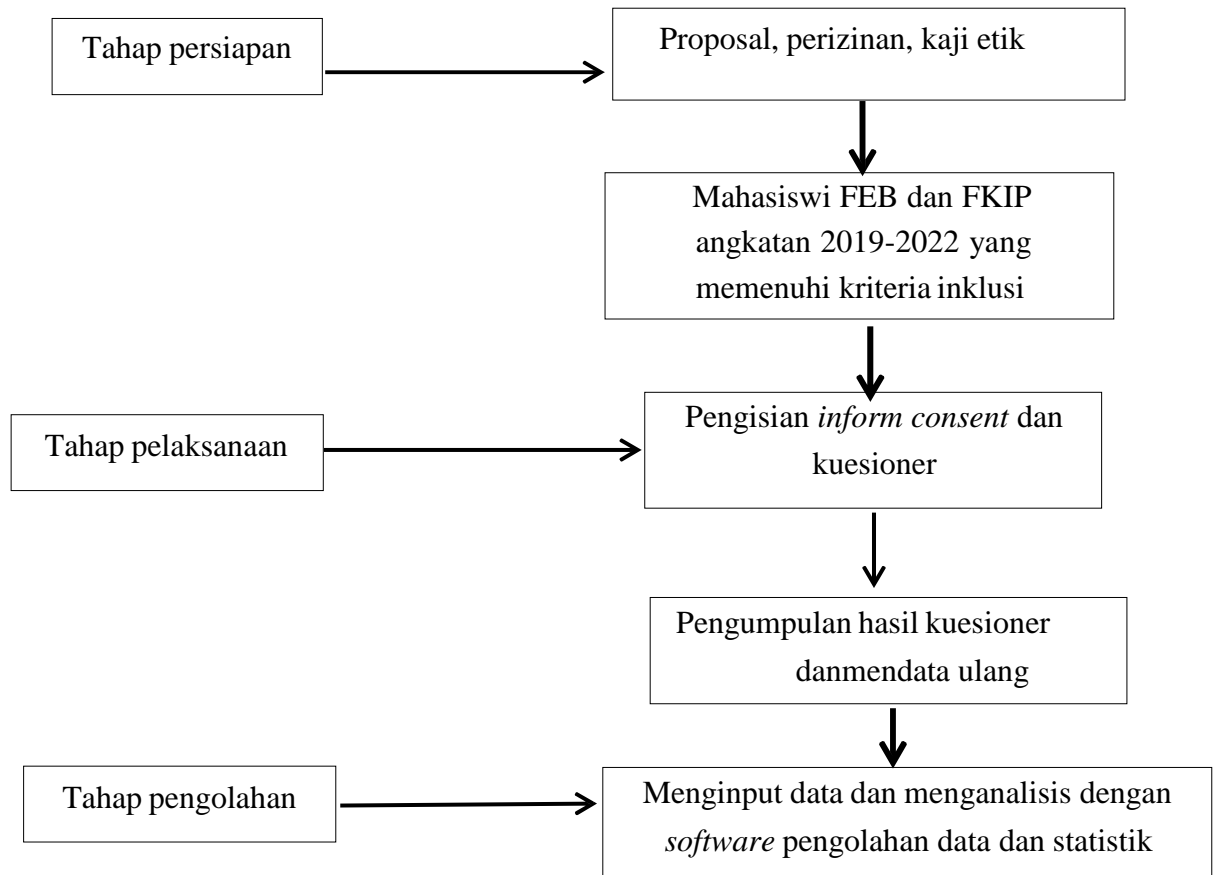 Tahap persiapan
Proposal, perizinan, kaji etik
Mahasiswi FEB dan FKIP
angkatan 2019-2022 yang
memenuhi kriteria inklusi
Tahap pelaksanaan
Pengisian inform consent dan
kuesioner
Pengumpulan hasil kuesioner
danmendata ulang
Tahap pengolahan
Menginput data dan menganalisis dengan
software pengolahan data dan statistik